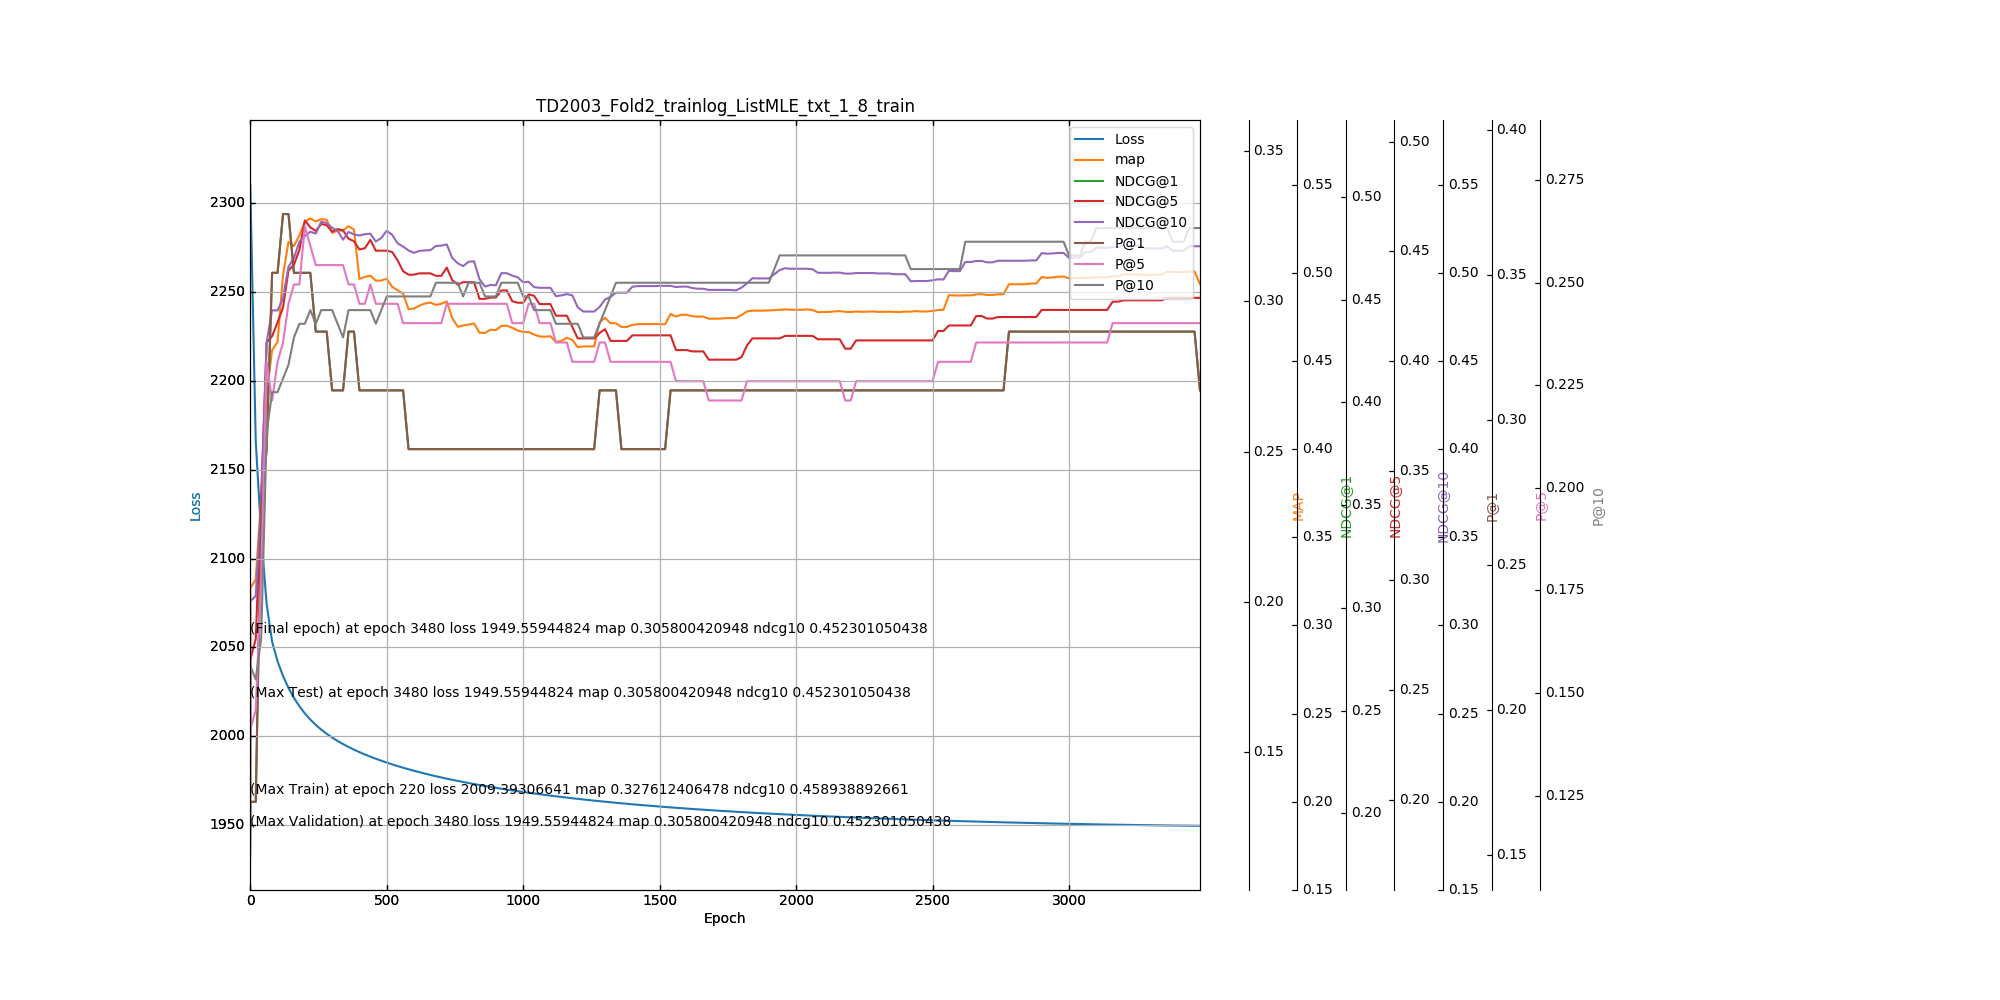 TD2003_Fold2_trainlog_ListMLE_txt_1_8_train
Loss
map
NDCG@1
NDCG@5
NDCG@10
P@1
P@5
P@10
2300
2250
2200
2150
2100
2050
2000
1950
Loss
(Final epoch) at epoch 3480 loss 1949.55944824 map 0.305800420948 ndcg10 0.452301050438
(Max Test) at epoch 3480 loss 1949.55944824 map 0.305800420948 ndcg10 0.452301050438
(Max Train) at epoch 220 loss 2009.39306641 map 0.327612406478 ndcg10 0.458938892661
(Max Validation) at epoch 3480 loss 1949.55944824 map 0.305800420948 ndcg10 0.452301050438
0 500 1000 1500 2000 2500 3000
Epoch
0.35
0.30
0.25
0.20
0.15
MAP
0.55
0.50
0.45
0.40
0.35
0.30
0.25
0.20
0.15
NDCG@1
0.50
0.45
0.40
0.35
0.30
0.25
0.20
NDCG@5
0.50
0.45
0.40
0.35
0.30
0.25
0.20
NDCG@10
0.55
0.50
0.45
0.40
0.35
0.30
0.25
0.20
0.15
P@1
0.40
0.35
0.30
0.25
0.20
0.15
P@5
0.275
0.250
0.225
0.200
0.175
0.150
0.125
P@10